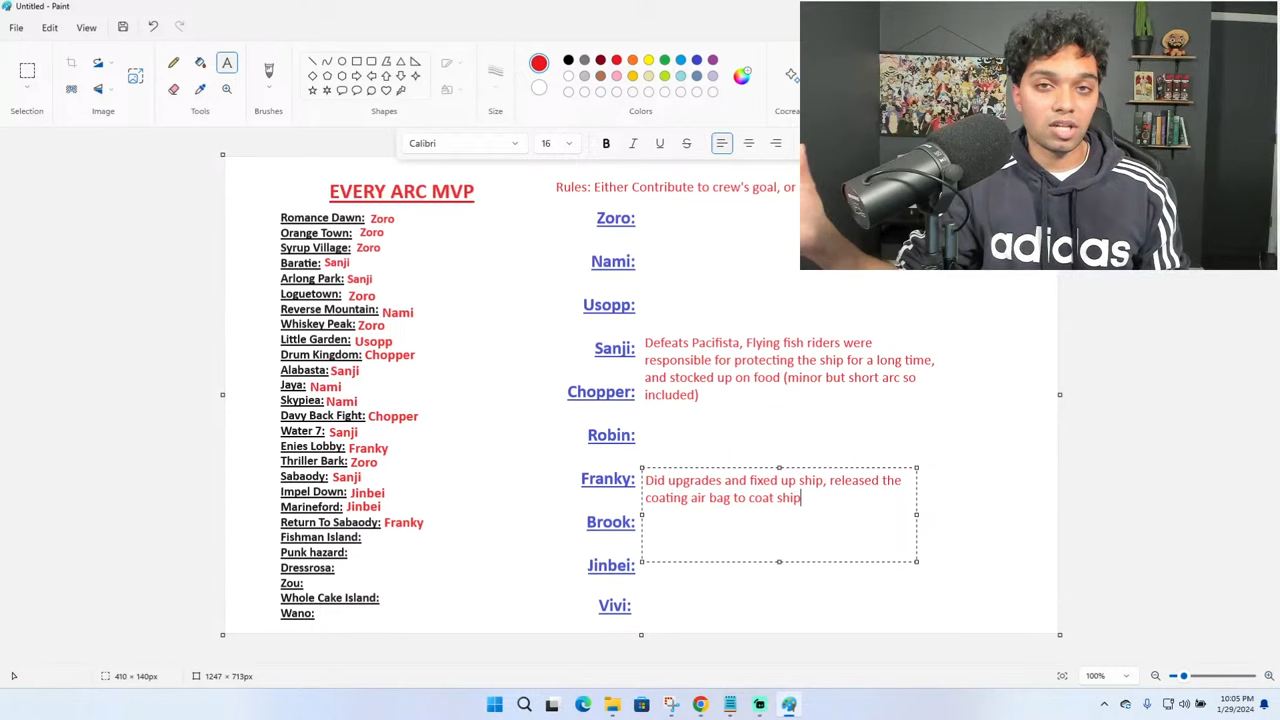 Untitled - Paint
File Edit View
Selection
Image
Tools
Brushes
Shapes
Colors
Calibri
16
B I U S
EVERY ARC MVP
Romance Dawn: Zoro
Orange Town: Zoro
Syrup Village: Zoro
Baratie: Sanji
Arlong Park: Sanji
Loguetown: Zoro
Reverse Mountain: Nami
Whiskey Peak: Zoro
Little Garden: Usopp
Drum Kingdom: Chopper
Alabasta: Sanji
Jaya: Nami
Skypiea: Nami
Davy Back Fight: Chopper
Water 7: Sanji
Enies Lobby: Franky
Thriller Bark: Zoro
Sabaody: Sanji
Impel Down: Jinbei
Marineford: Jinbei
Return To Sabaody: Franky
Fishman Island:
Punk hazard:
Dressrosa:
Zou:
Whole Cake Island:
Wano:
Rules: Either Contribute to crew's goal, or
Zoro:
Nami:
Usopp:
Sanji:
Defeats Pacifista, Flying fish riders were
responsible for protecting the ship for a long time,
and stocked up on food (minor but short arc so
included)
Chopper:
Robin:
Franky:
Did upgrades and fixed up ship, released the
coating air bag to coat ship
Brook:
Jinbei:
Vivi:
adidas
410 × 140px
1247 × 713px
100%
10:05 PM
1/29/2024